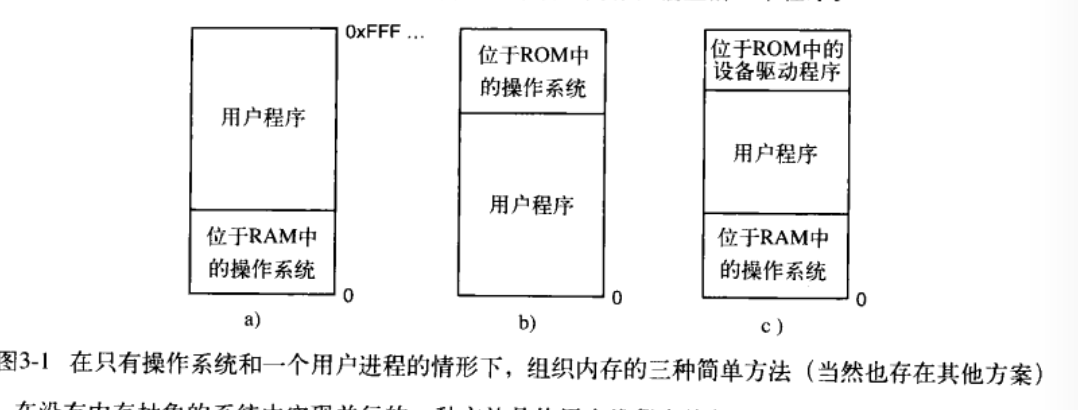 0xFFF ...
用户程序
位于RAM中
的操作系统
0
a)
位于ROM中
的操作系统
用户程序
0
b)
位于ROM中的
设备驱动程序
用户程序
位于RAM中
的操作系统
0
c )
图3-1 在只有操作系统和一个用户进程的情形下，组织内存的三种简单方法（当然也存在其他方案）